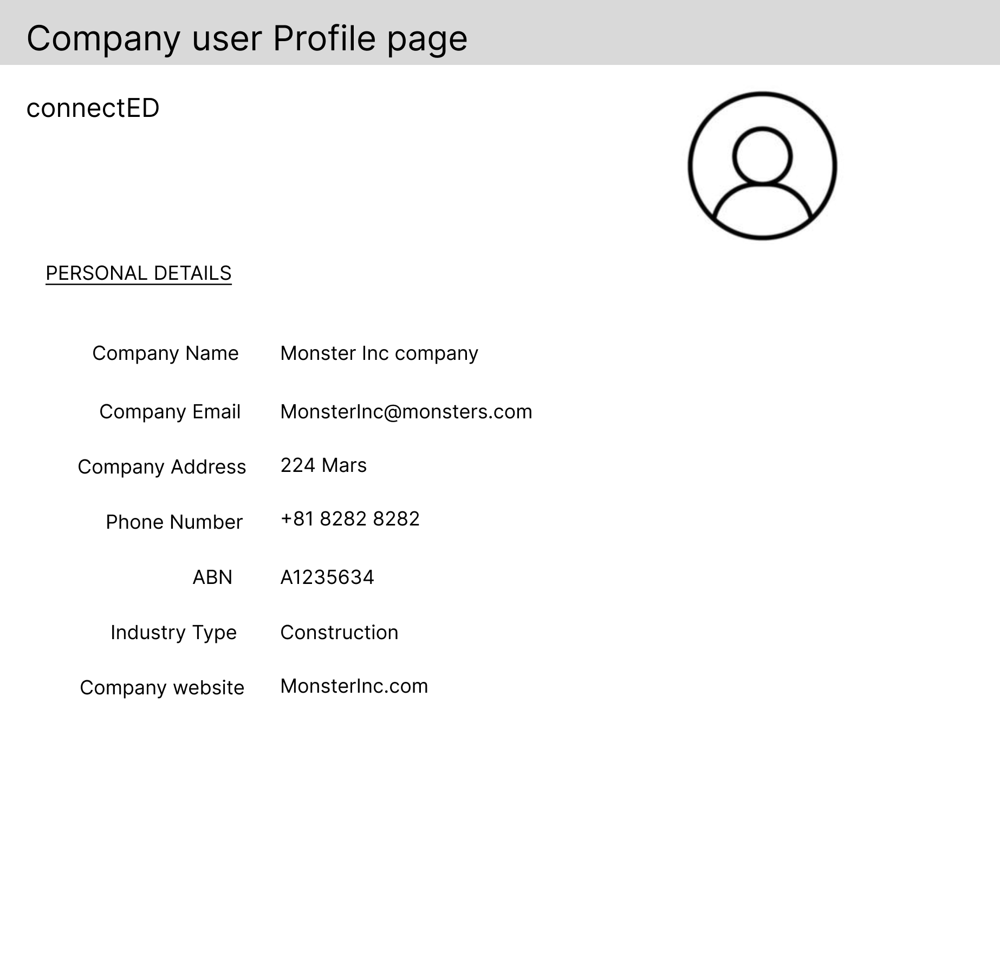 Company user Profile page
connectED
PERSONAL DETAILS
Company Name Monster Inc company
Company Email MonsterInc@monsters.com
Company Address 224 Mars
Phone Number +81 8282 8282
ABN A1235634
Industry Type Construction
Company website MonsterInc.com